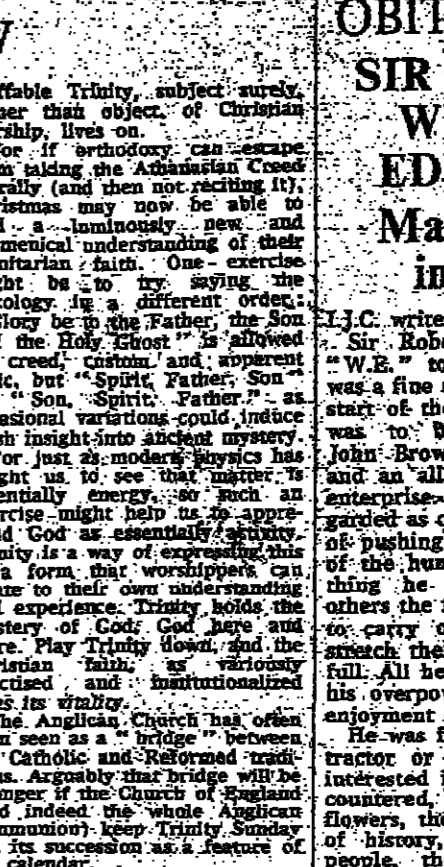 ffable Trinity, subject surely,
her than object, of Christian
rship, lives on.
or if orthodoxy can escape
m taking the Athanasian Creed
rally (and then not reciting it),
ristmas may now be able to
d a luminously new and
menical understanding of their
nitarian faith. One exercise
ght be to try saying the
xology in a different order:
Glory be to the Father, the Son
the Holy Ghost" is allowed
creed, custom and apparent
ic, but "Spirit, Father, Son"
"Son, Spirit, Father" as
asional variations could induce
sh insight into ancient mystery.
or just as modern physics has
ght us to see that matter is
entially energy, so such an
rcise might help us to appre-
d God as essentially activity.
nity is a way of expressing this
a form that worshippers can
ate to their own understanding
d experience. Trinity holds the
stery of God; God here and
re. Play Trinity down, and the
ristian faith, as variously
ctised and institutionalized
es its vitality.
he Anglican Church has often
n seen as a "bridge" between
Catholic and Reformed tradi-
ns. Arguably that bridge will be
nger if the Church of England
d indeed the whole Anglican
mmunion) keep Trinity Sunday
its succession as a feature of
calendar.
OBIT
SIR
W
ED
Ma
in
I.J.C. write
Sir Robe
"W.E." to
was a fine
start of the
was to
John Brow
and an all
enterprise
garded as o
of pushing
of the hum
thing he
others the
to carry o
stretch the
full. All he
his overpo
enjoyment
He was f
tractor or
interested i
countered,
flowers, the
of history,
people,